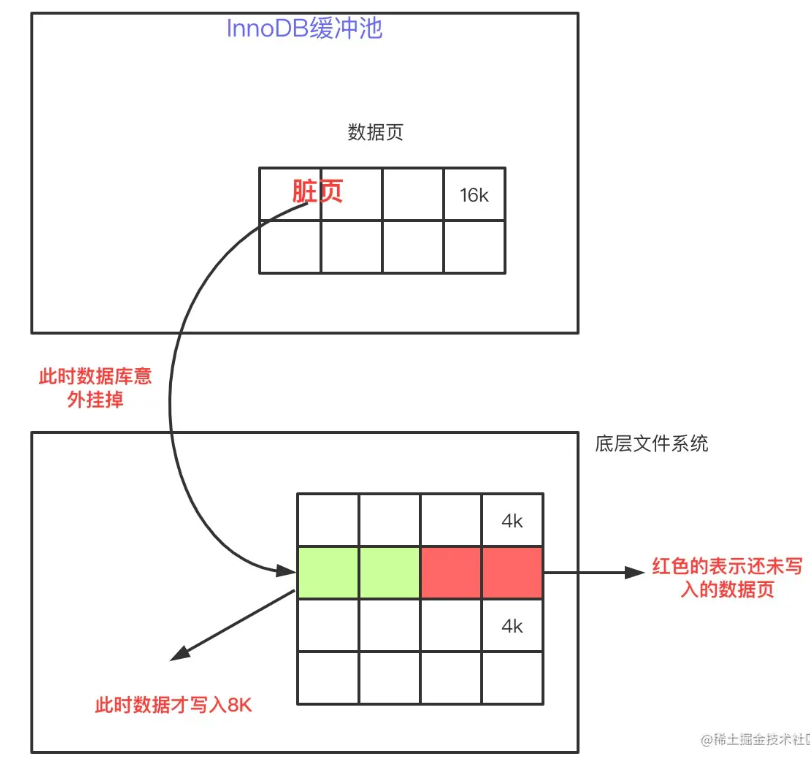 InnoDB缓冲池
数据页
脏页
16k
此时数据库意
外挂掉
底层文件系统
4k
红色的表示还未写
入的数据页
4k
此时数据才写入8K
@稀土掘金技术社区